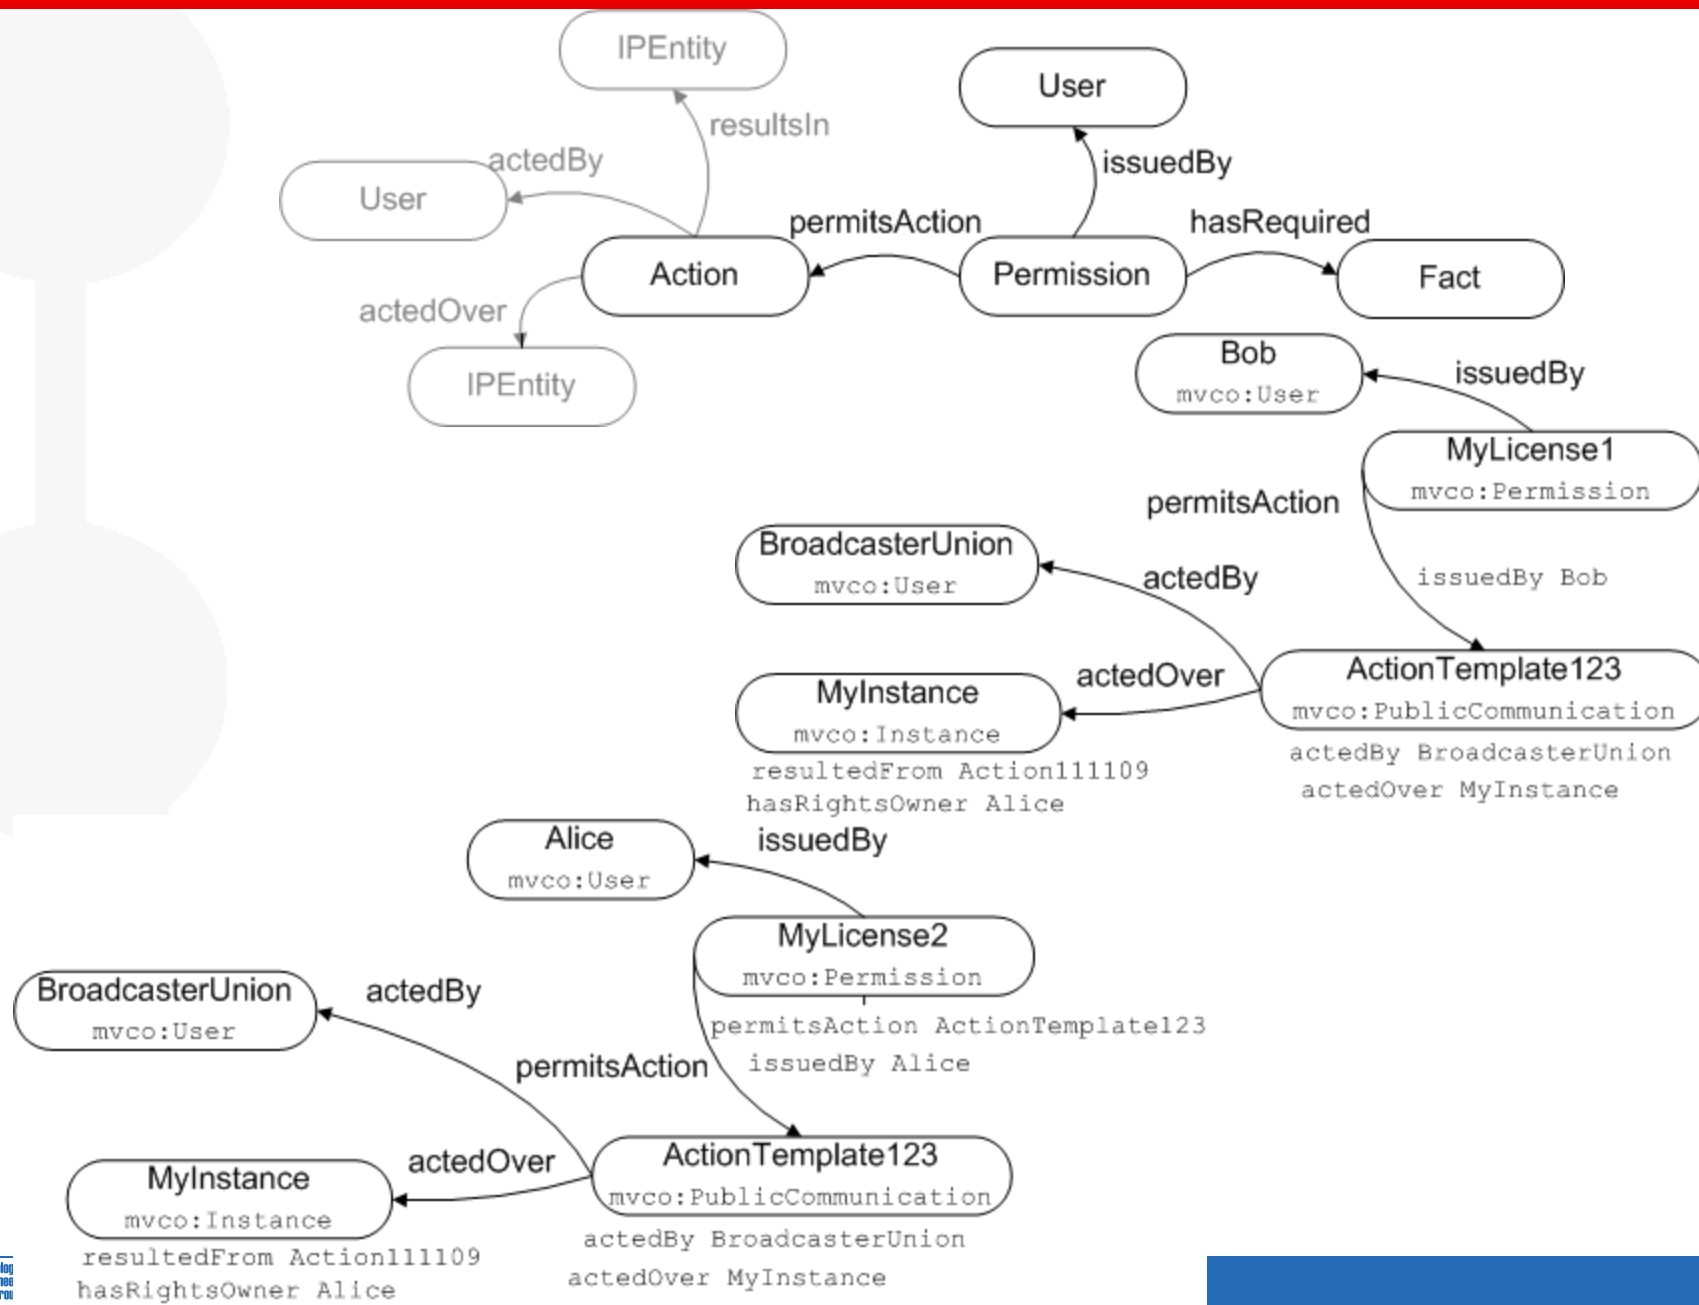 IPEntity
User
resultsIn
actedBy
issuedBy
User
permitsAction
hasRequired
Action
Permission
Fact
actedOver
IPEntity
Bob
mvco:User
issuedBy
MyLicense1
mvco:Permission
permitsAction
BroadcasterUnion
mvco:User
actedBy
issuedBy Bob
ActionTemplate123
mvco:PublicCommunication
actedOver
MyInstance
mvco:Instance
actedBy BroadcasterUnion
actedOver MyInstance
resultedFrom Action111109
hasRightsOwner Alice
Alice
mvco:User
issuedBy
MyLicense2
mvco:Permission
BroadcasterUnion
mvco:User
actedBy
permitsAction ActionTemplate123
issuedBy Alice
permitsAction
ActionTemplate123
mvco:PublicCommunication
actedOver
MyInstance
mvco:Instance
actedBy BroadcasterUnion
actedOver MyInstance
resultedFrom Action111109
hasRightsOwner Alice